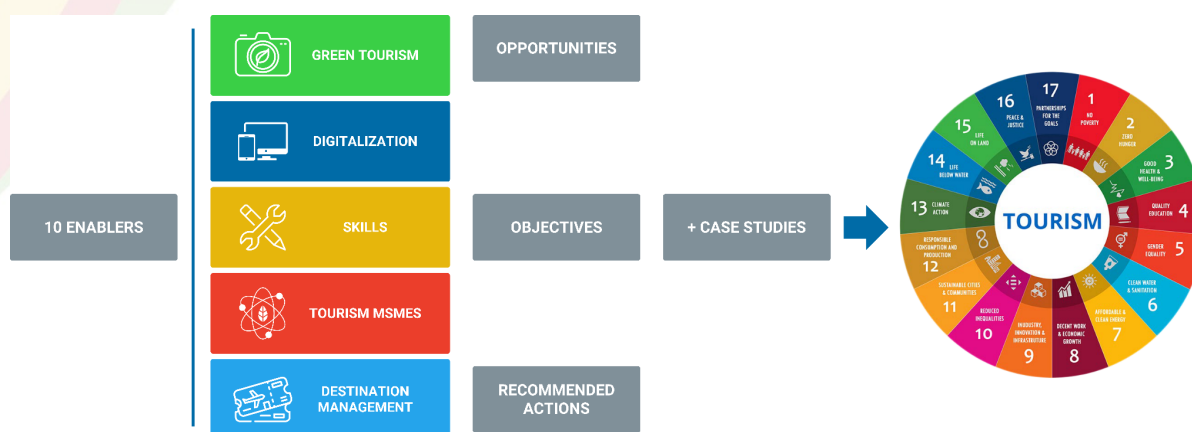 10 ENABLERS
GREEN TOURISM
DIGITALIZATION
SKILLS
TOURISM MSMES
DESTINATION
MANAGEMENT
OPPORTUNITIES
OBJECTIVES
RECOMMENDED
ACTIONS
+ CASE STUDIES
TOURISM
1
NO
POVERTY
2
ZERO
HUNGER
3
GOOD
HEALTH &
WELL-BEING
4
QUALITY
EDUCATION
5
GENDER
EQUALITY
6
CLEAN WATER
& SANITATION
7
AFFORDABLE &
CLEAN ENERGY
8
DECENT WORK
& ECONOMIC
GROWTH
9
INDUSTRY,
INNOVATION &
INFRASTRUCTURE
10
REDUCED
INEQUALITIES
11
SUSTAINABLE CITIES
& COMMUNITIES
12
RESPONSIBLE
CONSUMPTION AND
PRODUCTION
13
CLIMATE
ACTION
14
LIFE
BELOW WATER
15
LIFE
ON LAND
16
PEACE &
JUSTICE
17
PARTNERSHIPS
FOR THE
GOALS